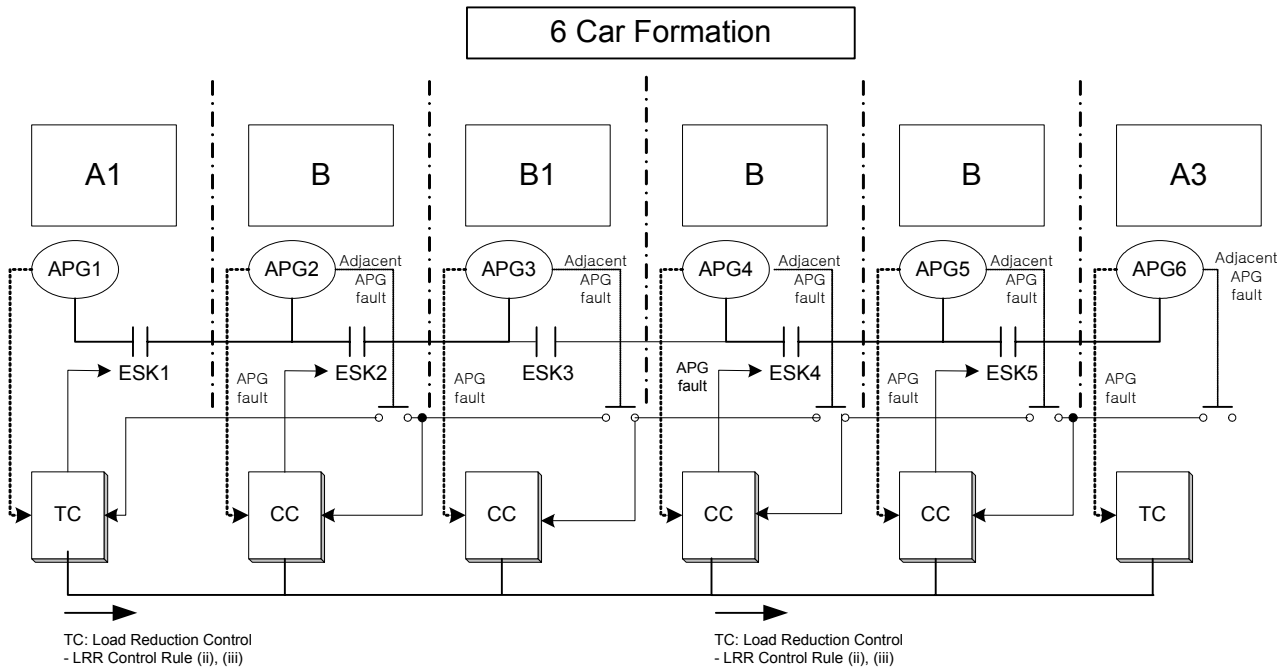 6 Car Formation
A1
B
B1
B
B
A3
APG1
APG2
Adjacent
APG
fault
APG3
Adjacent
APG
fault
APG4
Adjacent
APG
fault
APG5
Adjacent
APG
fault
APG6
Adjacent
APG
fault
ESK1
ESK2
ESK3
ESK4
ESK5
APG
fault
APG
fault
APG
fault
APG
fault
APG
fault
TC
CC
CC
CC
CC
TC
TC: Load Reduction Control
- LRR Control Rule (ii), (iii)
TC: Load Reduction Control
- LRR Control Rule (ii), (iii)